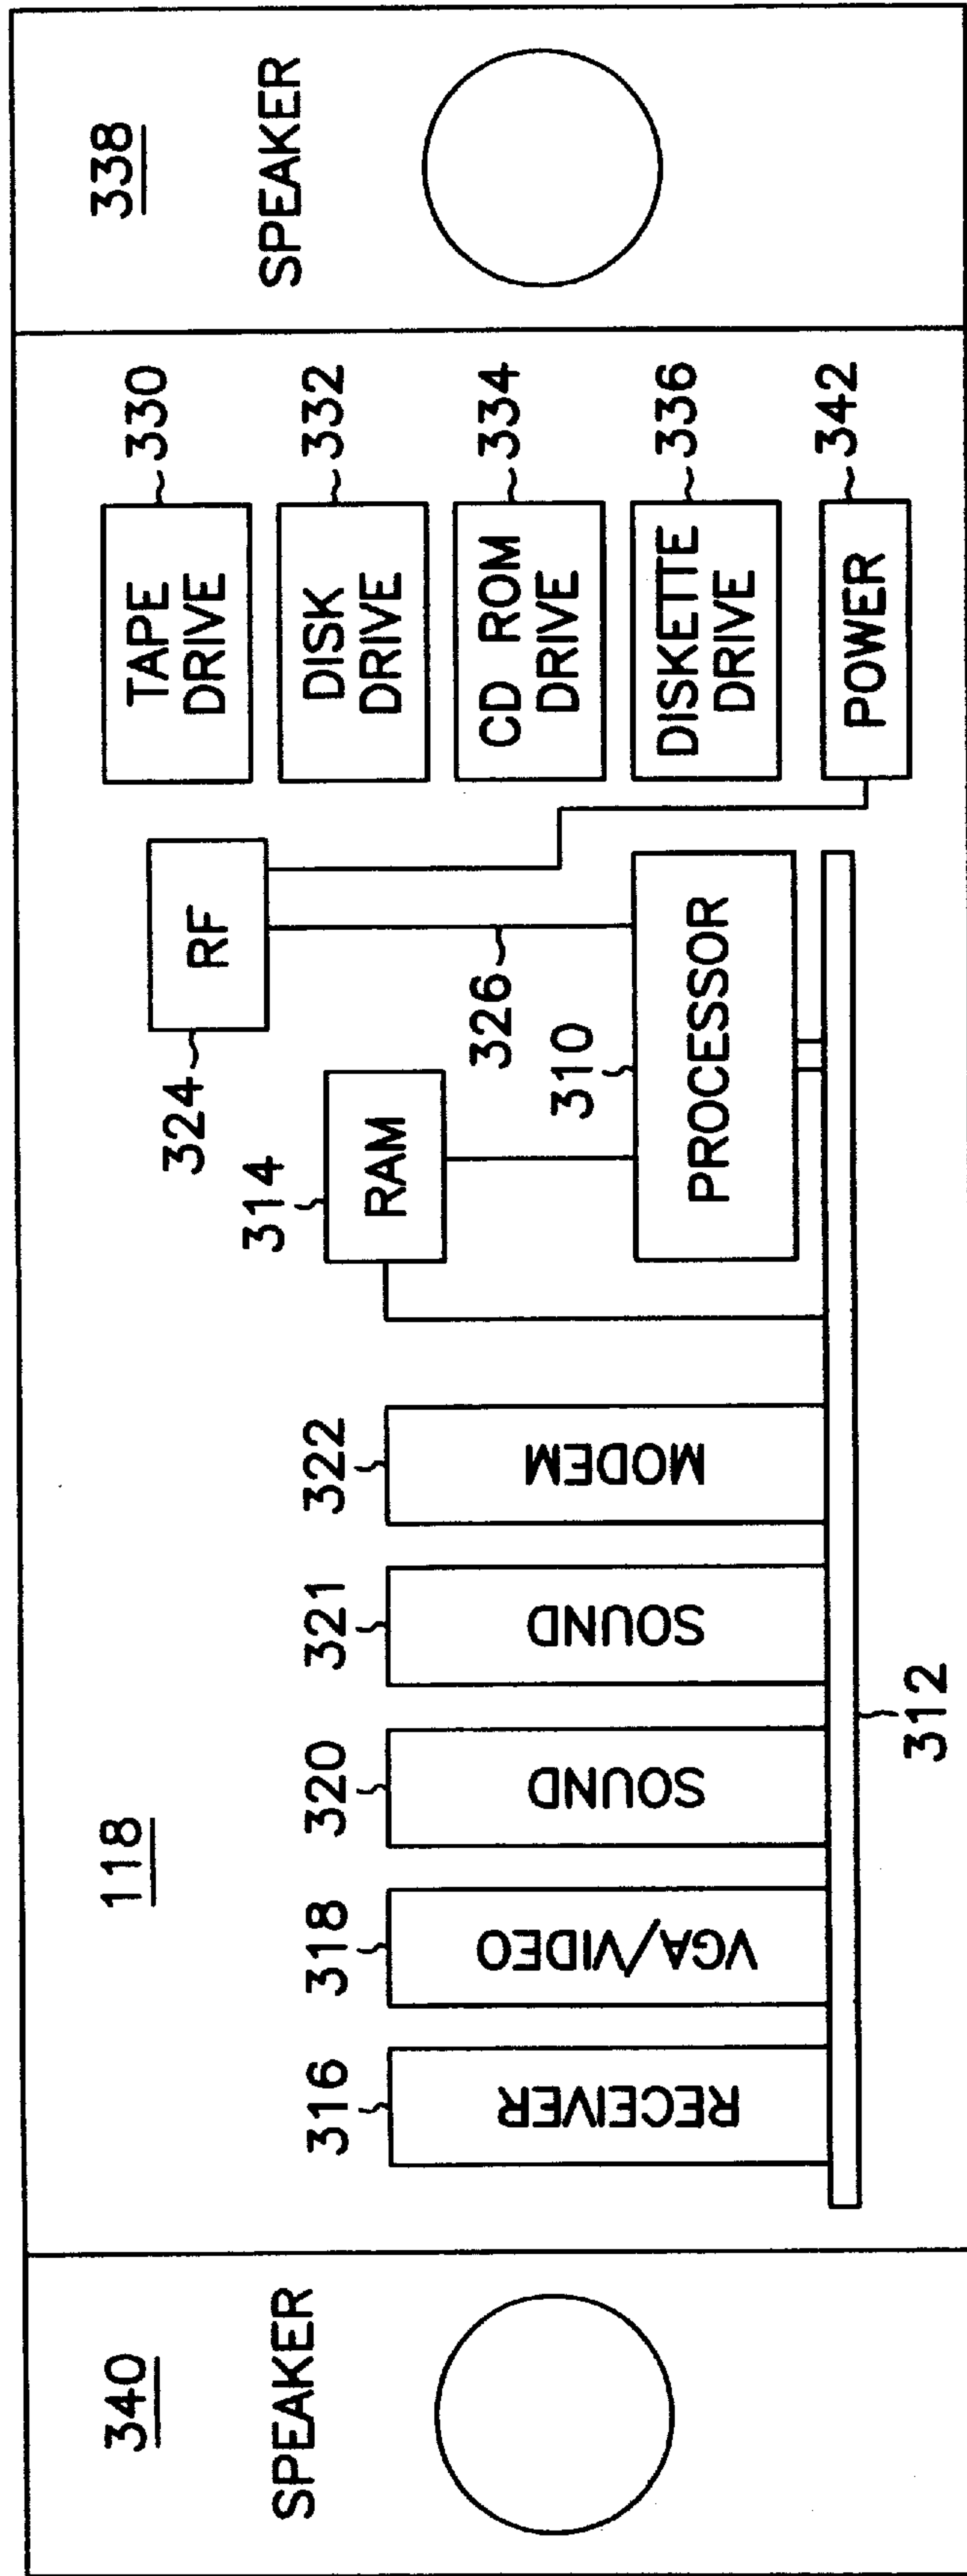 340
SPEAKER
118
316
RECEIVER
318
VGA/VIDEO
320
SOUND
321
SOUND
322
MODEM
312
314
RAM
324
RF
326
310
PROCESSOR
TAPE
DRIVE
330
DISK
DRIVE
332
CD ROM
DRIVE
334
DISKETTE
DRIVE
336
POWER
342
338
SPEAKER